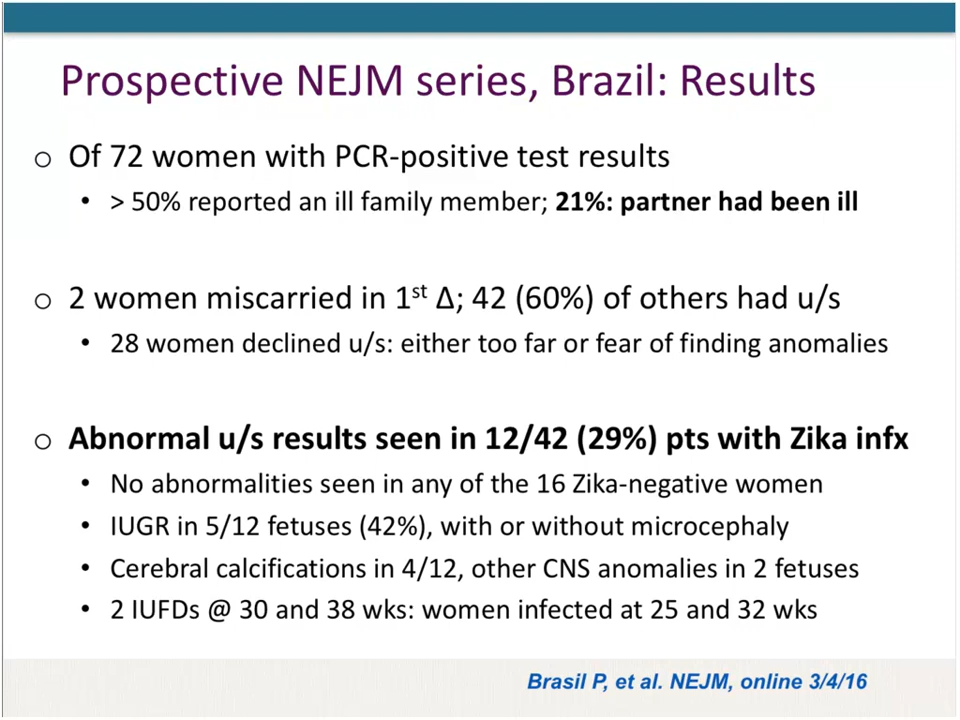 Prospective NEJM series, Brazil: Results
o Of 72 women with PCR-positive test results
• > 50% reported an ill family member; 21%: partner had been ill
o 2 women miscarried in 1st Δ; 42 (60%) of others had u/s
• 28 women declined u/s: either too far or fear of finding anomalies
o Abnormal u/s results seen in 12/42 (29%) pts with Zika infx
• No abnormalities seen in any of the 16 Zika-negative women
• IUGR in 5/12 fetuses (42%), with or without microcephaly
• Cerebral calcifications in 4/12, other CNS anomalies in 2 fetuses
• 2 IUFDs @ 30 and 38 wks: women infected at 25 and 32 wks
Brasil P, et al. NEJM, online 3/4/16